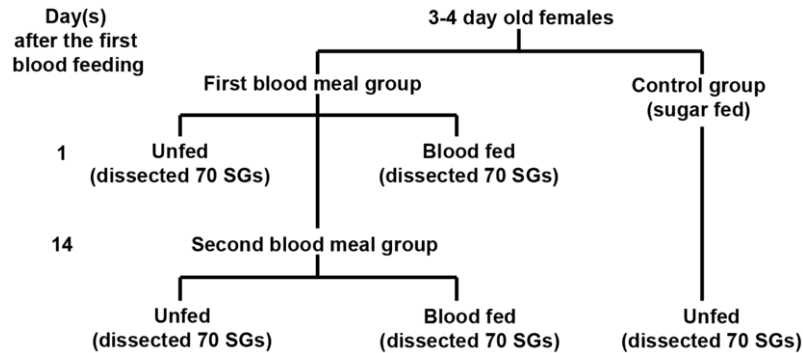 Day(s)
after the first
blood feeding
3-4 day old females
First blood meal group
Control group
(sugar fed)
1
Unfed
(dissected 70 SGs)
Blood fed
(dissected 70 SGs)
14
Second blood meal group
Unfed
(dissected 70 SGs)
Blood fed
(dissected 70 SGs)
Unfed
(dissected 70 SGs)